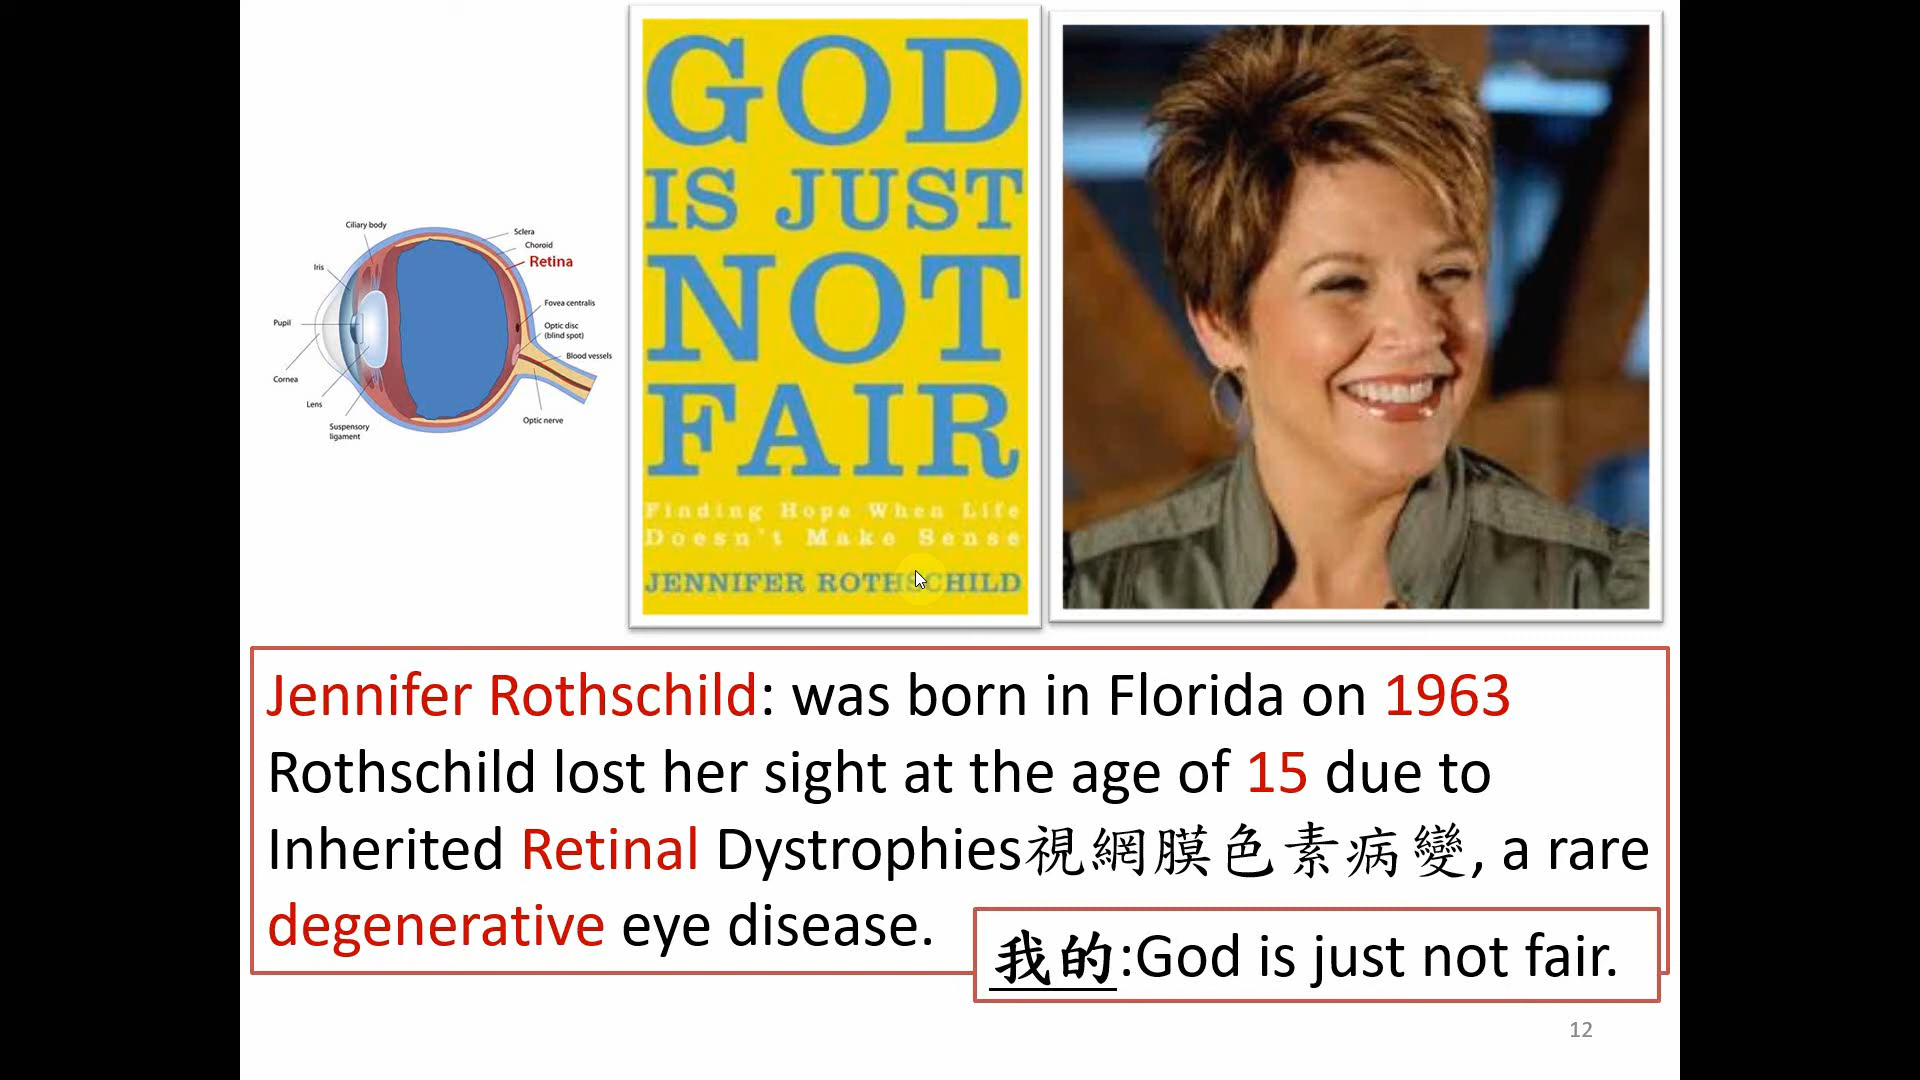 Ciliary body
Sclera
Choroid
Retina
Iris
Fovea centralis
Pupil
Optic disc
(blind spot)
Blood vessels
Cornea
Lens
Optic nerve
Suspensory
ligament
GOD
IS JUST
NOT
FAIR
Finding Hope When Life
Doesn't Make Sense
JENNIFER ROTHSCHILD
Jennifer Rothschild: was born in Florida on 1963
Rothschild lost her sight at the age of 15 due to
Inherited Retinal Dystrophies視網膜色素病變, a rare
degenerative eye disease.
我的:God is just not fair.
12